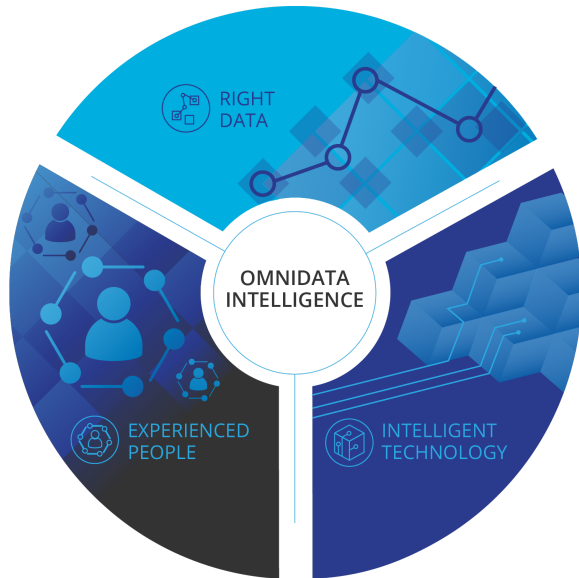 RIGHT
DATA
OMNIDATA
INTELLIGENCE
EXPERIENCED
PEOPLE
INTELLIGENT
TECHNOLOGY